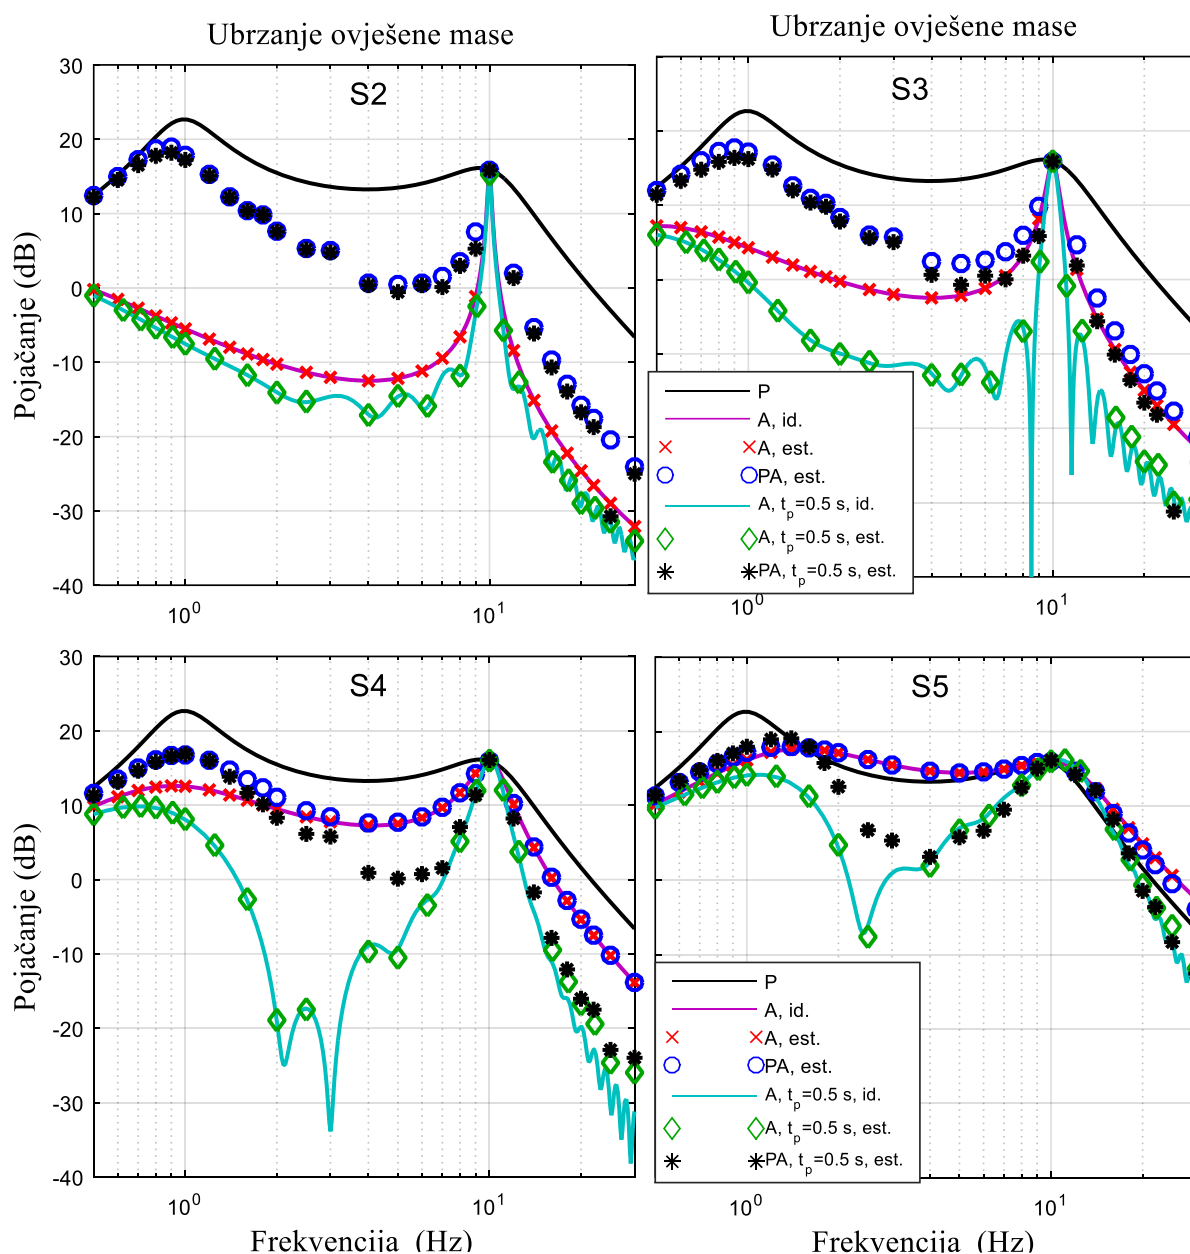 Ubrzanje ovješene mase
Ubrzanje ovješene mase
Pojačanje (dB)
30
20
10
0
-10
-20
-30
-40
S2
10^0
10^1
S3
10^0
10^1
P
A, id.
A, est.
PA, est.
A, t_p=0.5 s, id.
A, t_p=0.5 s, est.
PA, t_p=0.5 s, est.
Pojačanje (dB)
30
20
10
0
-10
-20
-30
-40
S4
10^0
10^1
Frekvencija (Hz)
S5
P
A, id.
A, est.
PA, est.
A, t_p=0.5 s, id.
A, t_p=0.5 s, est.
PA, t_p=0.5 s, est.
10^0
10^1
Frekvencija (Hz)